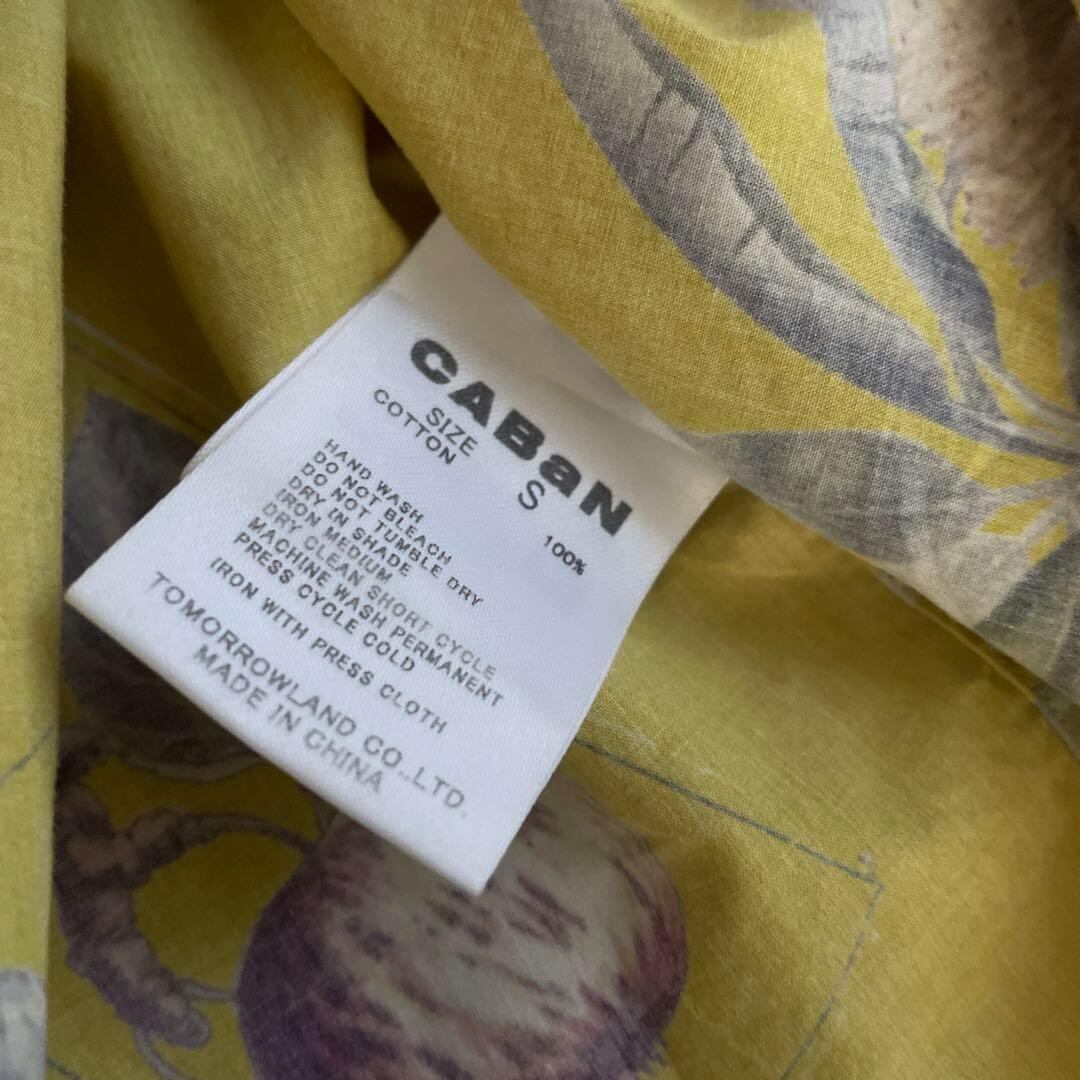 CABaN
SIZE S
COTTON 100%
HAND WASH
DO NOT BLEACH
DO NOT TUMBLE DRY
DRY IN SHADE
IRON MEDIUM
DRY CLEAN SHORT CYCLE
MACHINE WASH PERMANENT
PRESS CYCLE COLD
IRON WITH PRESS CLOTH
TOMORROWLAND CO.,LTD.
MADE IN CHINA